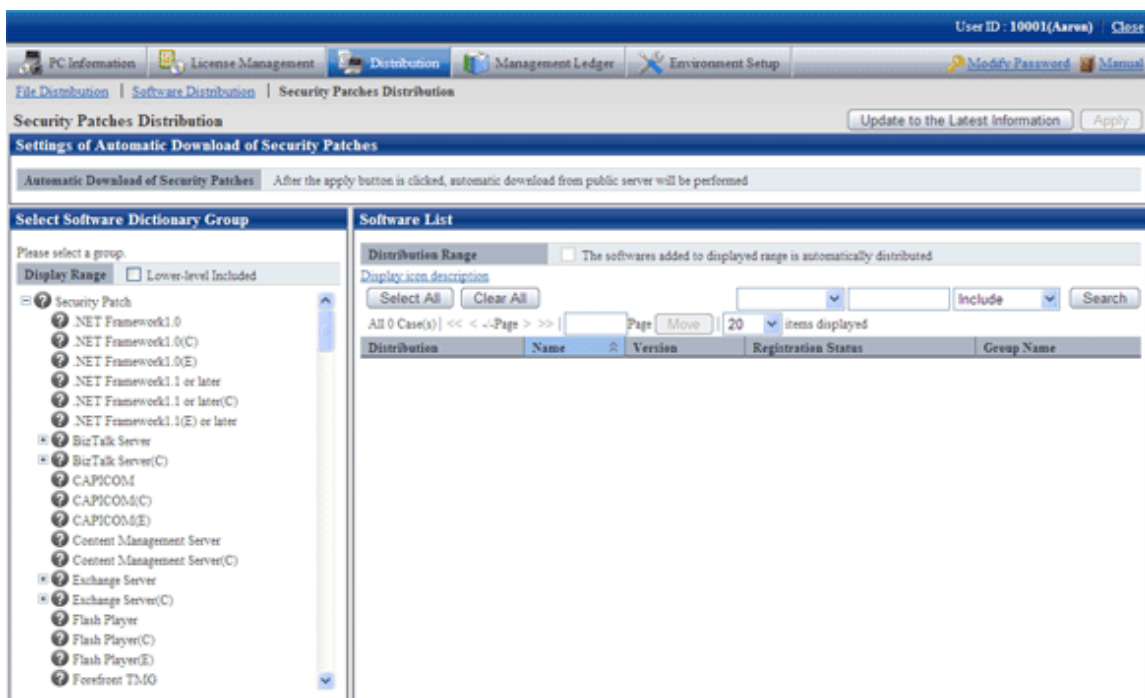 User ID : 10001(Aaron) Close
PC Information License Management Distribution Management Ledger Environment Setup Modify Password Manual
File Distribution | Software Distribution | Security Patches Distribution
Security Patches Distribution Update to the Latest Information Apply
Settings of Automatic Download of Security Patches
Automatic Download of Security Patches After the apply button is clicked, automatic download from public server will be performed
Select Software Dictionary Group
Please select a group.
Display Range Lower-level Included
Security Patch
.NET Framework1.0
.NET Framework1.0(C)
.NET Framework1.0(E)
.NET Framework1.1 or later
.NET Framework1.1 or later(C)
.NET Framework1.1(E) or later
BizTalk Server
BizTalk Server(C)
CAPICOM
CAPICOM(C)
CAPICOM(E)
Content Management Server
Content Management Server(C)
Exchange Server
Exchange Server(C)
Flash Player
Flash Player(C)
Flash Player(E)
Forefront TMG
Software List
Distribution Range The softwares added to displayed range is automatically distributed
Display icon description
Select All Clear All Include Search
All 0 Case(s) | << < -/-Page > >> | Page Move | 20 items displayed
Distribution Name Version Registration Status Group Name